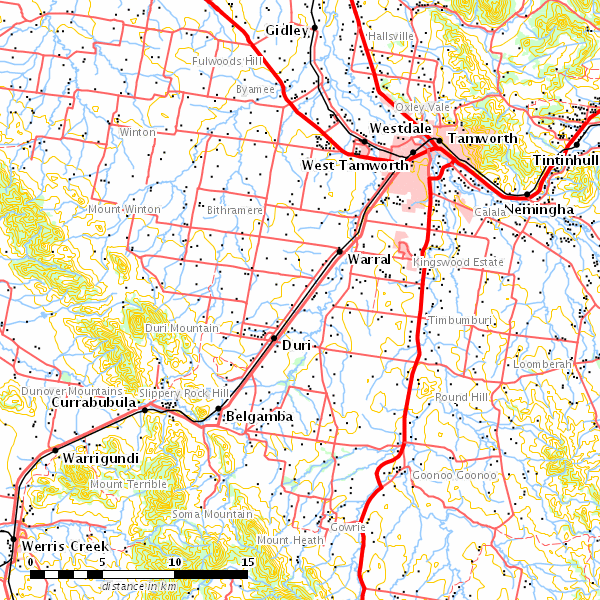 Gidley
Hallsville
Fulwoods Hill
Byamee
Oxley Vale
Winton
Westdale
Tamworth
West Tamworth
Tintinhull
Mount Winton
Bithramere
Calala
Nemingha
Warral
Kingswood Estate
Duri Mountain
Timbumburi
Duri
Loomberah
Dunover Mountains
Slippery Rock Hill
Currabubula
Round Hill
Belgamba
Warrigundi
Goonoo Goonoo
Mount Terrible
Soma Mountain
Gowrie
Mount Heath
Werris Creek
0 5 10 15
distance in km